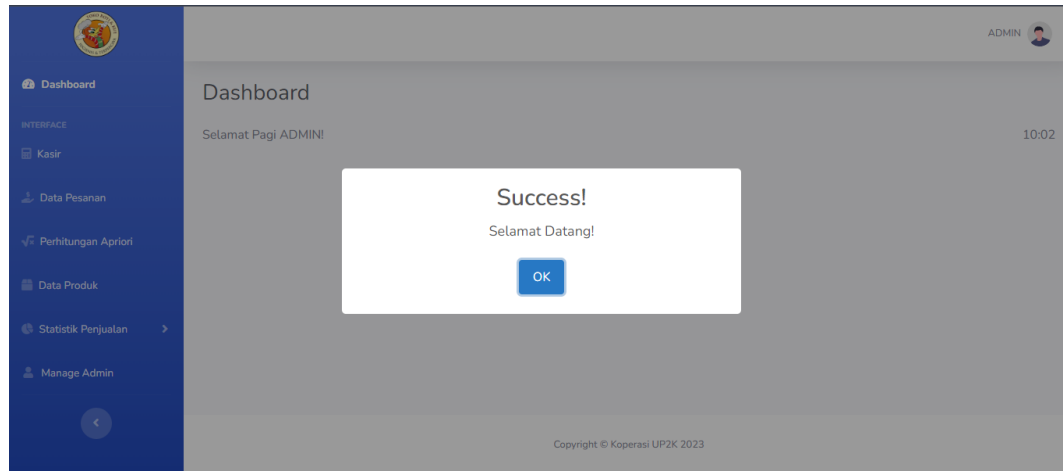 ADMIN
Dashboard
INTERFACE
Kasir
Data Pesanan
Perhitungan Apriori
Data Produk
Statistik Penjualan
Manage Admin
Dashboard
Selamat Pagi ADMIN!
10:02
Success!
Selamat Datang!
OK
Copyright © Koperasi UP2K 2023